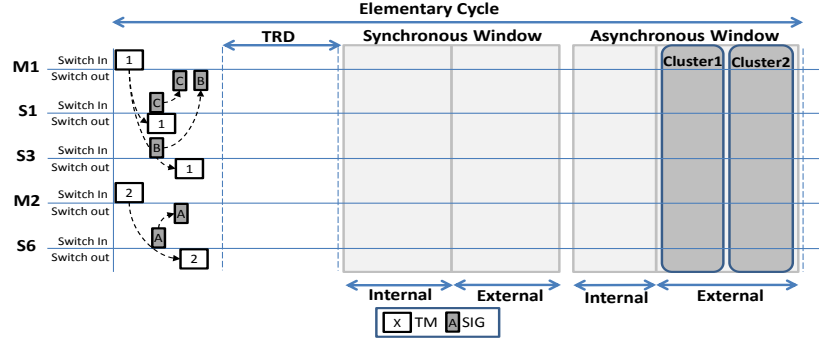 Elementary Cycle
TRD
Synchronous Window
Asynchronous Window
M1
Switch In
Switch out
1
C
B
Cluster1
Cluster2
S1
Switch In
Switch out
C
1
S3
Switch In
Switch out
B
1
M2
Switch In
Switch out
2
A
S6
Switch In
Switch out
A
2
Internal
External
Internal
External
X TM A SIG